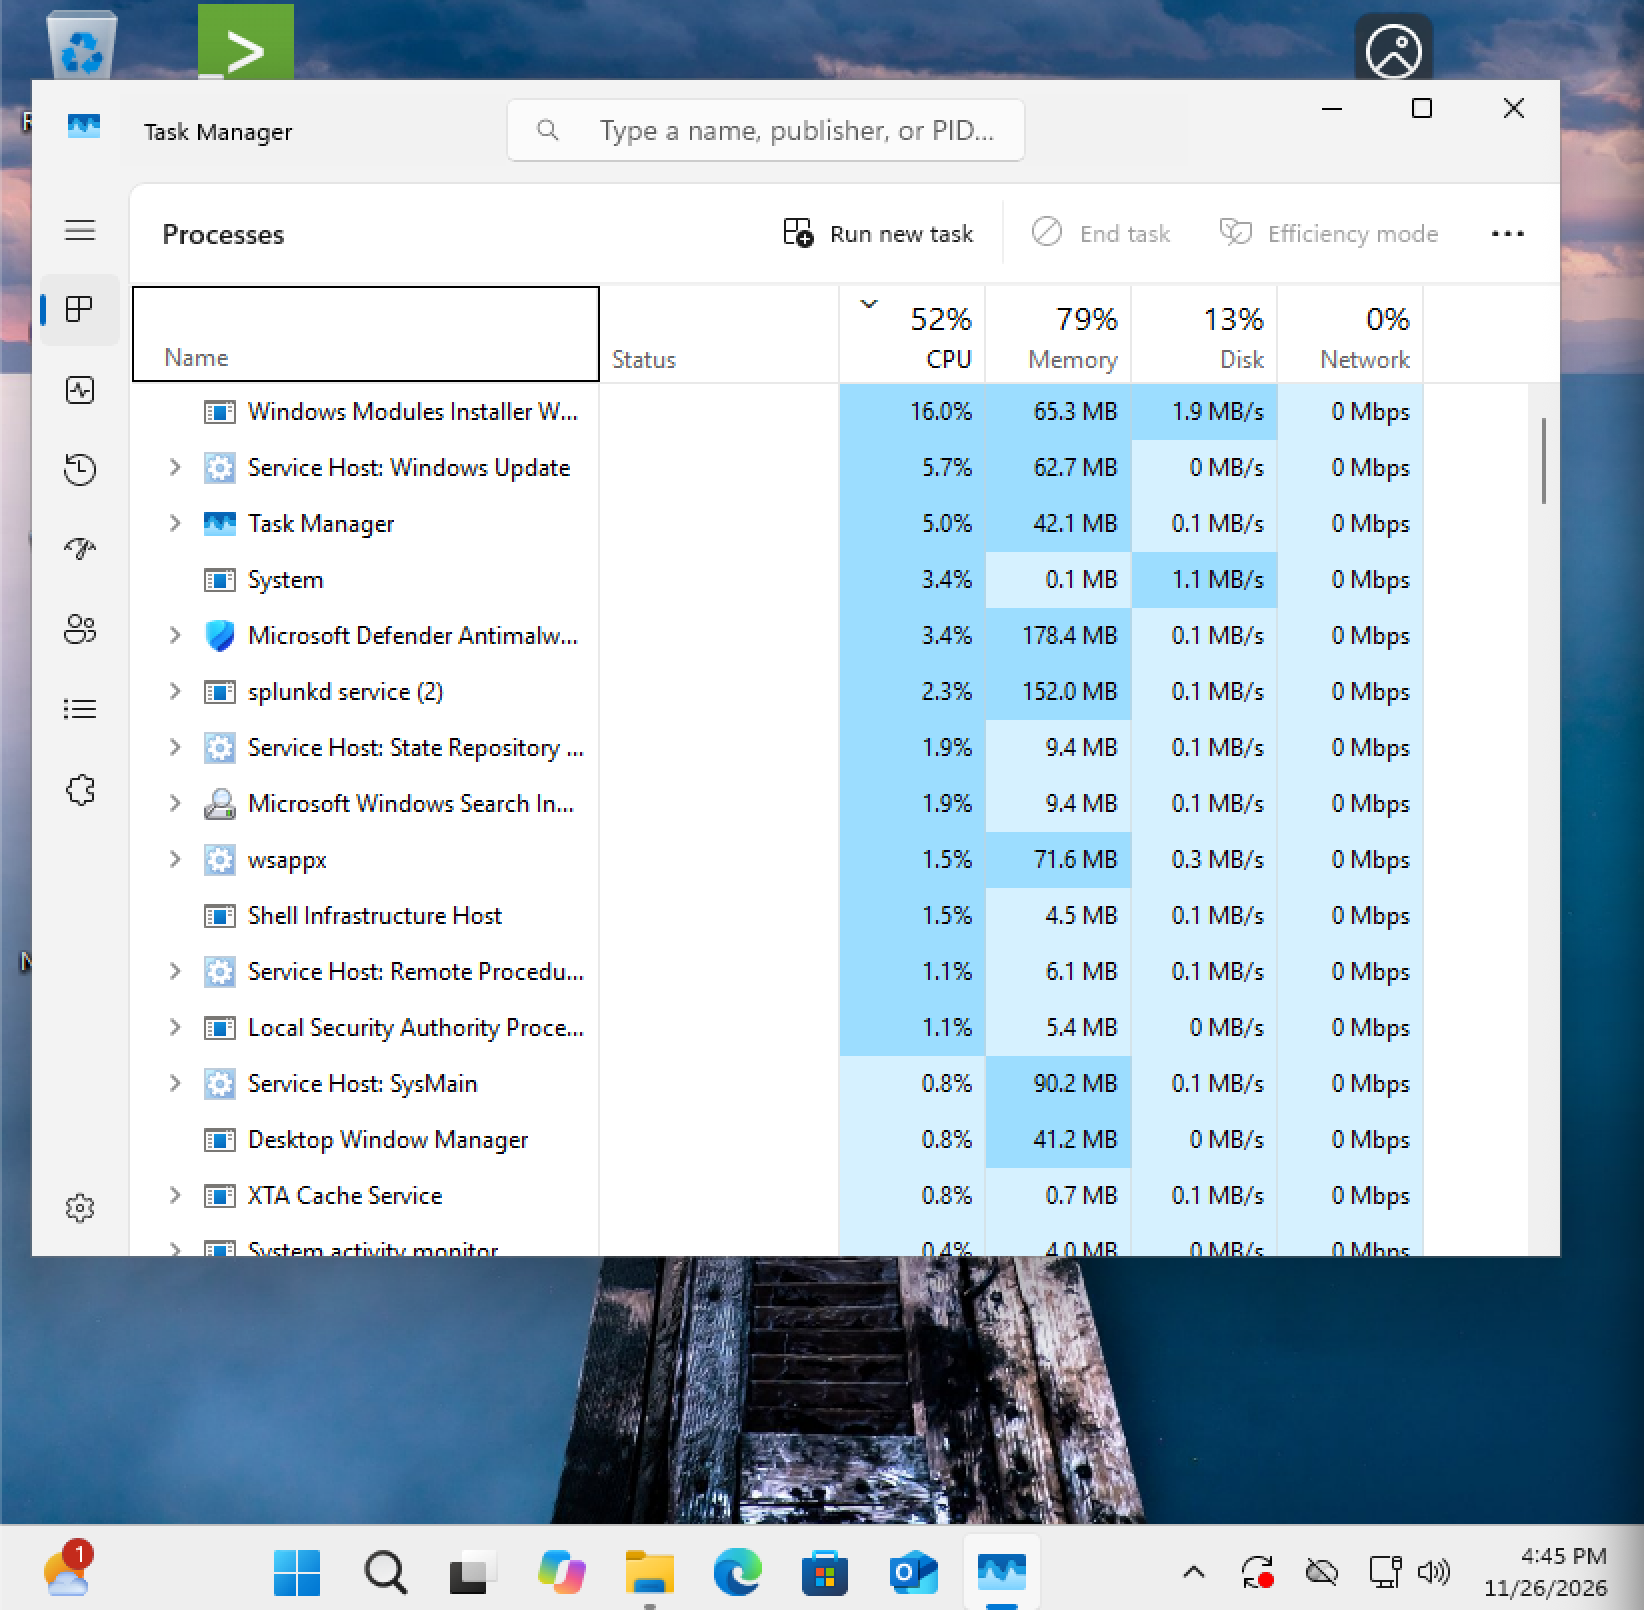 Task Manager
Type a name, publisher, or PID...
Processes
Run new task
End task
Efficiency mode
Name Status 52% CPU 79% Memory 13% Disk 0% Network
Windows Modules Installer W... 16.0% 65.3 MB 1.9 MB/s 0 Mbps
Service Host: Windows Update 5.7% 62.7 MB 0 MB/s 0 Mbps
Task Manager 5.0% 42.1 MB 0.1 MB/s 0 Mbps
System 3.4% 0.1 MB 1.1 MB/s 0 Mbps
Microsoft Defender Antimalw... 3.4% 178.4 MB 0.1 MB/s 0 Mbps
splunkd service (2) 2.3% 152.0 MB 0.1 MB/s 0 Mbps
Service Host: State Repository ... 1.9% 9.4 MB 0.1 MB/s 0 Mbps
Microsoft Windows Search In... 1.9% 9.4 MB 0.1 MB/s 0 Mbps
wsappx 1.5% 71.6 MB 0.3 MB/s 0 Mbps
Shell Infrastructure Host 1.5% 4.5 MB 0.1 MB/s 0 Mbps
Service Host: Remote Procedu... 1.1% 6.1 MB 0.1 MB/s 0 Mbps
Local Security Authority Proce... 1.1% 5.4 MB 0 MB/s 0 Mbps
Service Host: SysMain 0.8% 90.2 MB 0.1 MB/s 0 Mbps
Desktop Window Manager 0.8% 41.2 MB 0 MB/s 0 Mbps
XTA Cache Service 0.8% 0.7 MB 0.1 MB/s 0 Mbps
System activity monitor 0.4% 4.0 MB 0 MB/s 0 Mbps
1
4:45 PM
11/26/2026